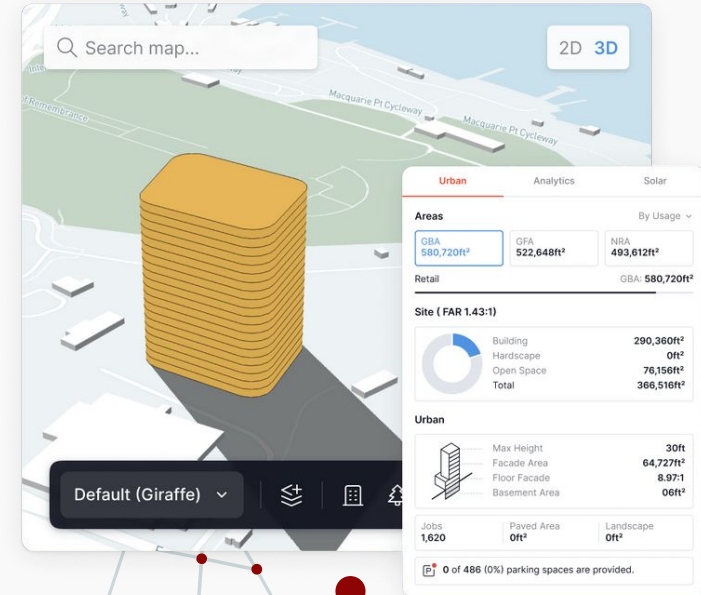 Search map...
2D 3D
Macquarie Pt Cycleway
Macquarie Pt Cycleway
of Remembrance
Urban Analytics Solar
Areas By Usage
GBA GFA NRA
580,720ft² 522,648ft² 493,612ft²
Retail GBA: 580,720ft²
Site ( FAR 1.43:1)
Building 290,360ft²
Hardscape 0ft²
Open Space 76,156ft²
Total 366,516ft²
Urban
Max Height 30ft
Facade Area 64,727ft²
Floor Facade 8.97:1
Basement Area 06ft²
Jobs Paved Area Landscape
1,620 0ft² 0ft²
P 0 of 486 (0%) parking spaces are provided.
Default (Giraffe)